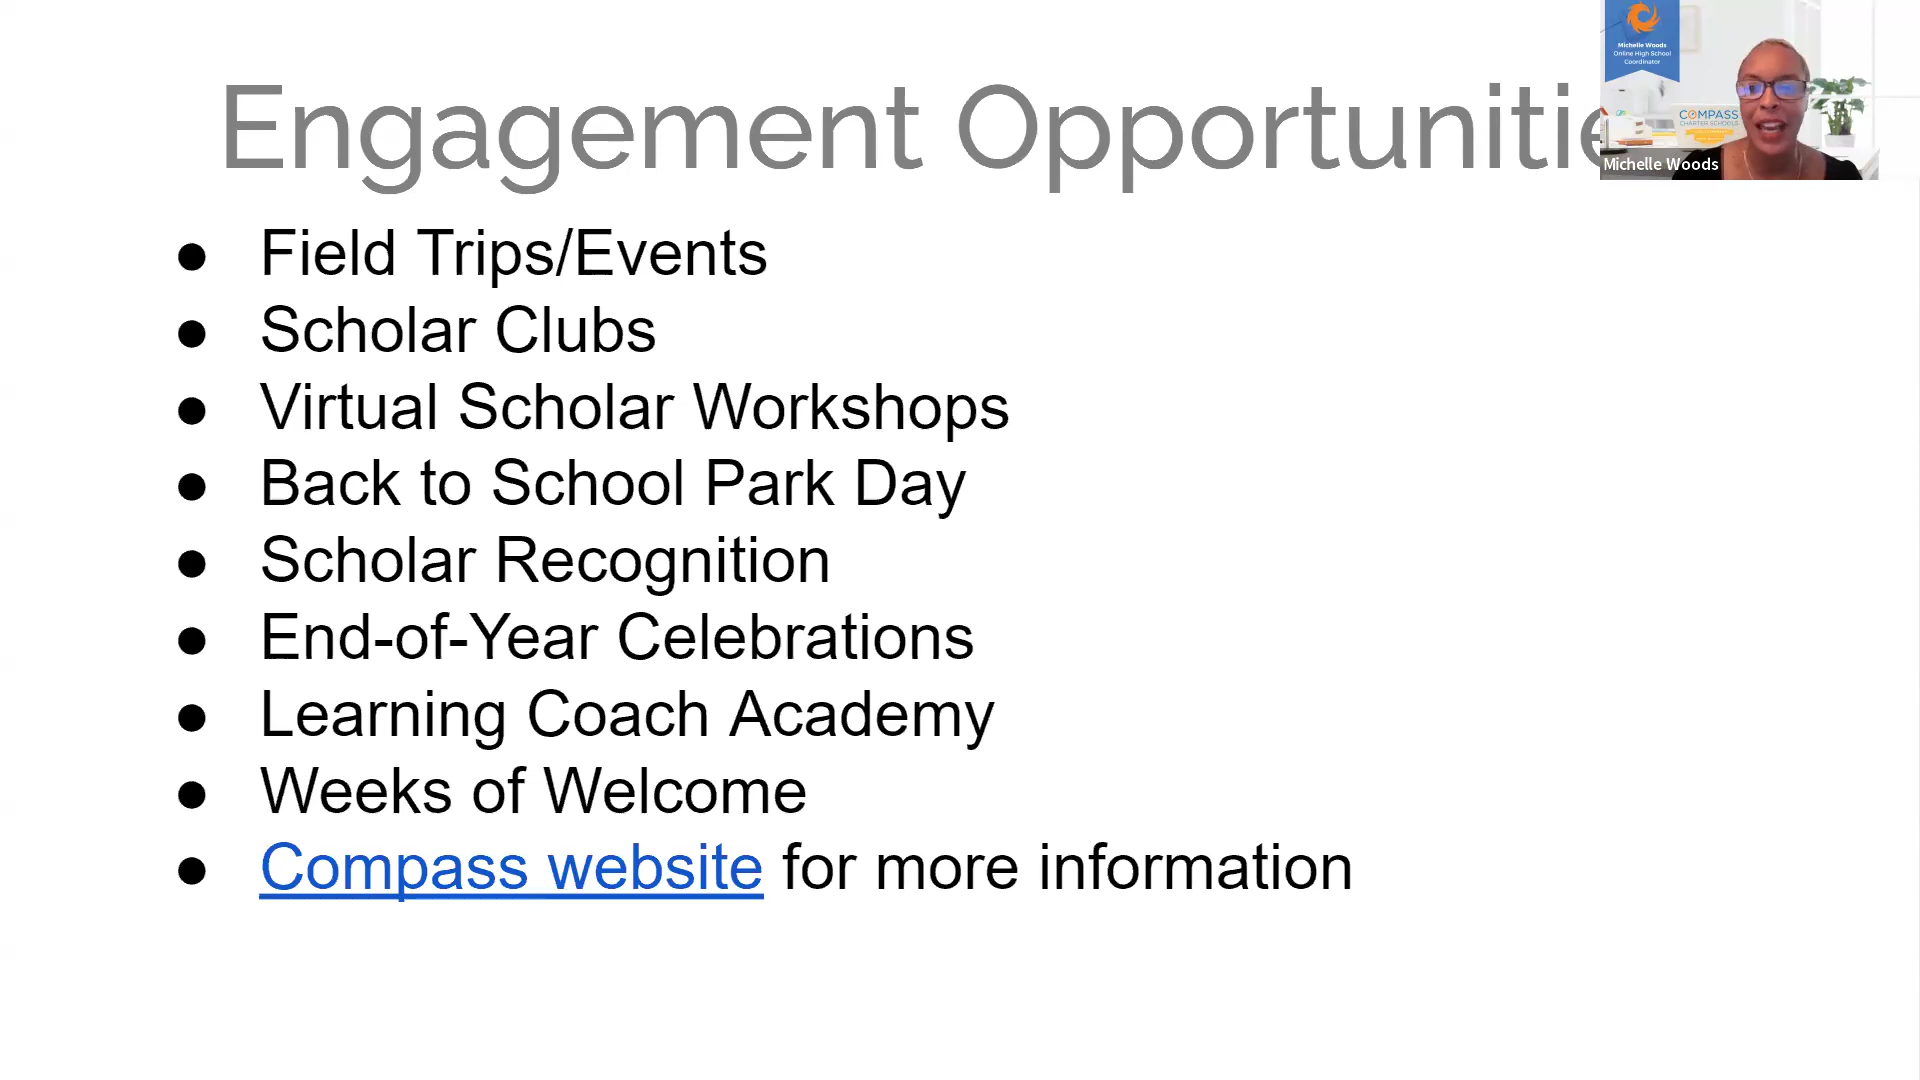 Engagement Opportunitie
Michelle Woods
Online High School
Coordinator
COMPASS
CHARTER SCHOOLS
Michelle Woods
● Field Trips/Events
● Scholar Clubs
● Virtual Scholar Workshops
● Back to School Park Day
● Scholar Recognition
● End-of-Year Celebrations
● Learning Coach Academy
● Weeks of Welcome
● Compass website for more information